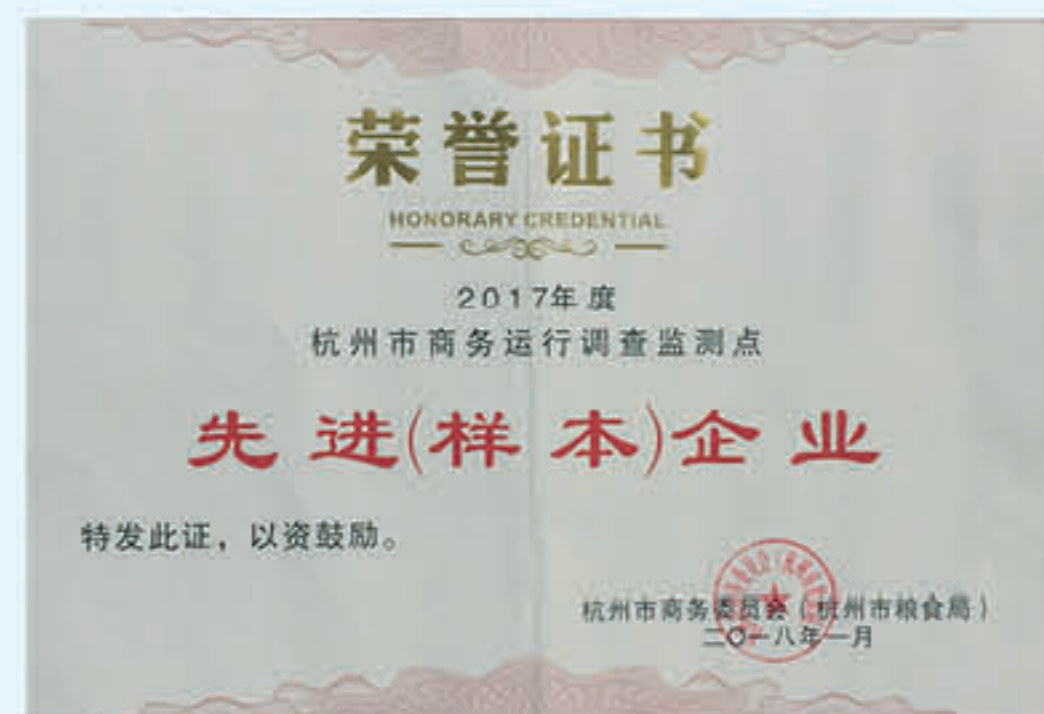 荣誉证书
HONORARY CREDENTIAL
2017年度
杭州市商务运行调查监测点
先进(样本)企业
特发此证，以资鼓励。
杭州市商务委员会（杭州市粮食局）
二〇一八年一月